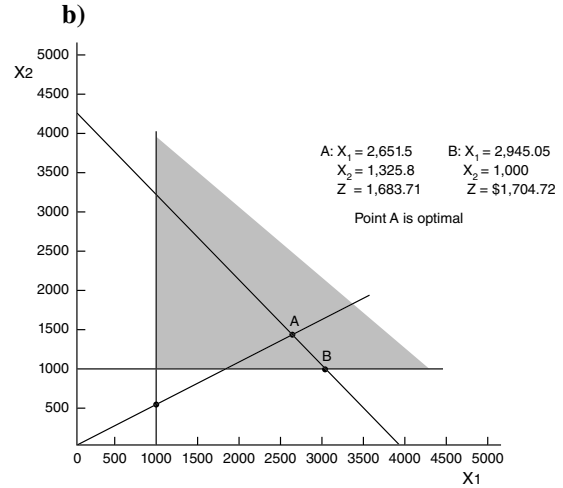 b)
5000
X2
4500
4000
3500
3000
2500
2000
1500
1000
500
A: X1 = 2,651.5 B: X1 = 2,945.05
X2 = 1,325.8 X2 = 1,000
Z = 1,683.71 Z = $1,704.72
Point A is optimal
A
B
0 500 1000 1500 2000 2500 3000 3500 4000 4500 5000
X1